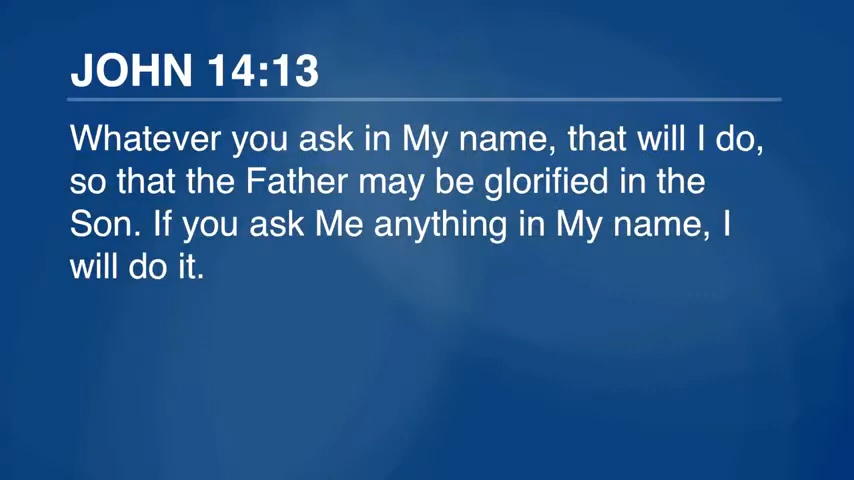 JOHN 14:13
Whatever you ask in My name, that will I do,
so that the Father may be glorified in the
Son. If you ask Me anything in My name, I
will do it.